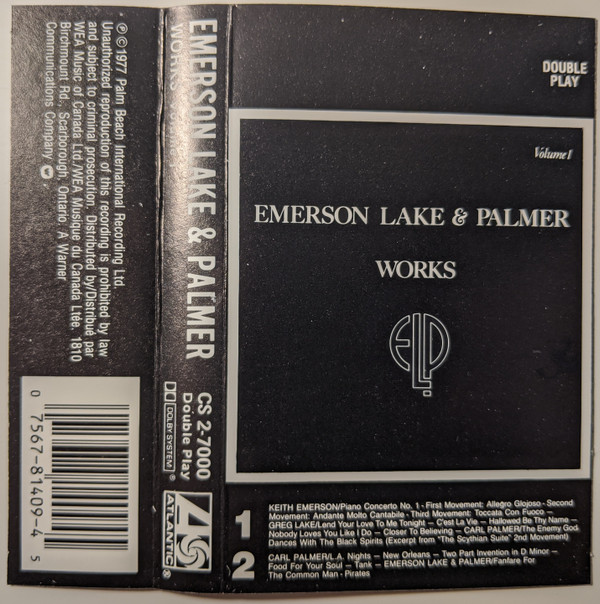 DOUBLE
PLAY
Volume 1
EMERSON LAKE & PALMER
WORKS
ELP
1
KEITH EMERSON/Piano Concerto No. 1 - First Movement: Allegro Glojoso - Second
Movement: Andante Molto Cantabile - Third Movement: Toccata Con Fuoco —
GREG LAKE/Lend Your Love To Me Tonight — C'est La Vie — Hallowed Be Thy Name —
Nobody Loves You Like I Do — Closer To Believing — CARL PALMER/The Enemy God
Dances With The Black Spirits (Excerpt from "The Scythian Suite" 2nd Movement)
2
CARL PALMER/L.A. Nights — New Orleans — Two Part Invention in D Minor —
Food For Your Soul — Tank — EMERSON LAKE & PALMER/Fanfare For
The Common Man - Pirates
EMERSON LAKE & PALMER
WORKS
CS 2-7000
Double Play
DOLBY SYSTEM ®
ATLANTIC ®
℗©1977 Palm Beach International Recording Ltd.
Unauthorized reproduction of this recording is prohibited by law
and subject to criminal prosecution. Distributed by/Distribué par
WEA Music of Canada Ltd./WEA Musique du Canada Ltée, 1810
Birchmount Rd., Scarborough, Ontario. A Warner
Communications Company
0 7567-81409-4 5